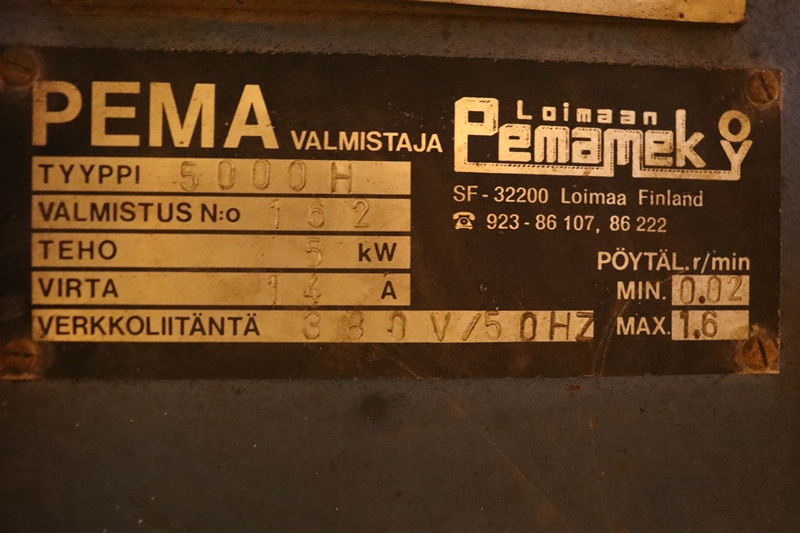 PEMA VALMISTAJA Loimaan Pemamek OY
SF-32200 Loimaa Finland
☎ 923-86 107, 86 222
TYYPPI 5000H
VALMISTUS N:o 162
TEHO 5 kW
VIRTA 14 A
VERKKOLIITÄNTÄ 380V/50HZ
PÖYTÄL.r/min
MIN. 0.02
MAX. 1.6